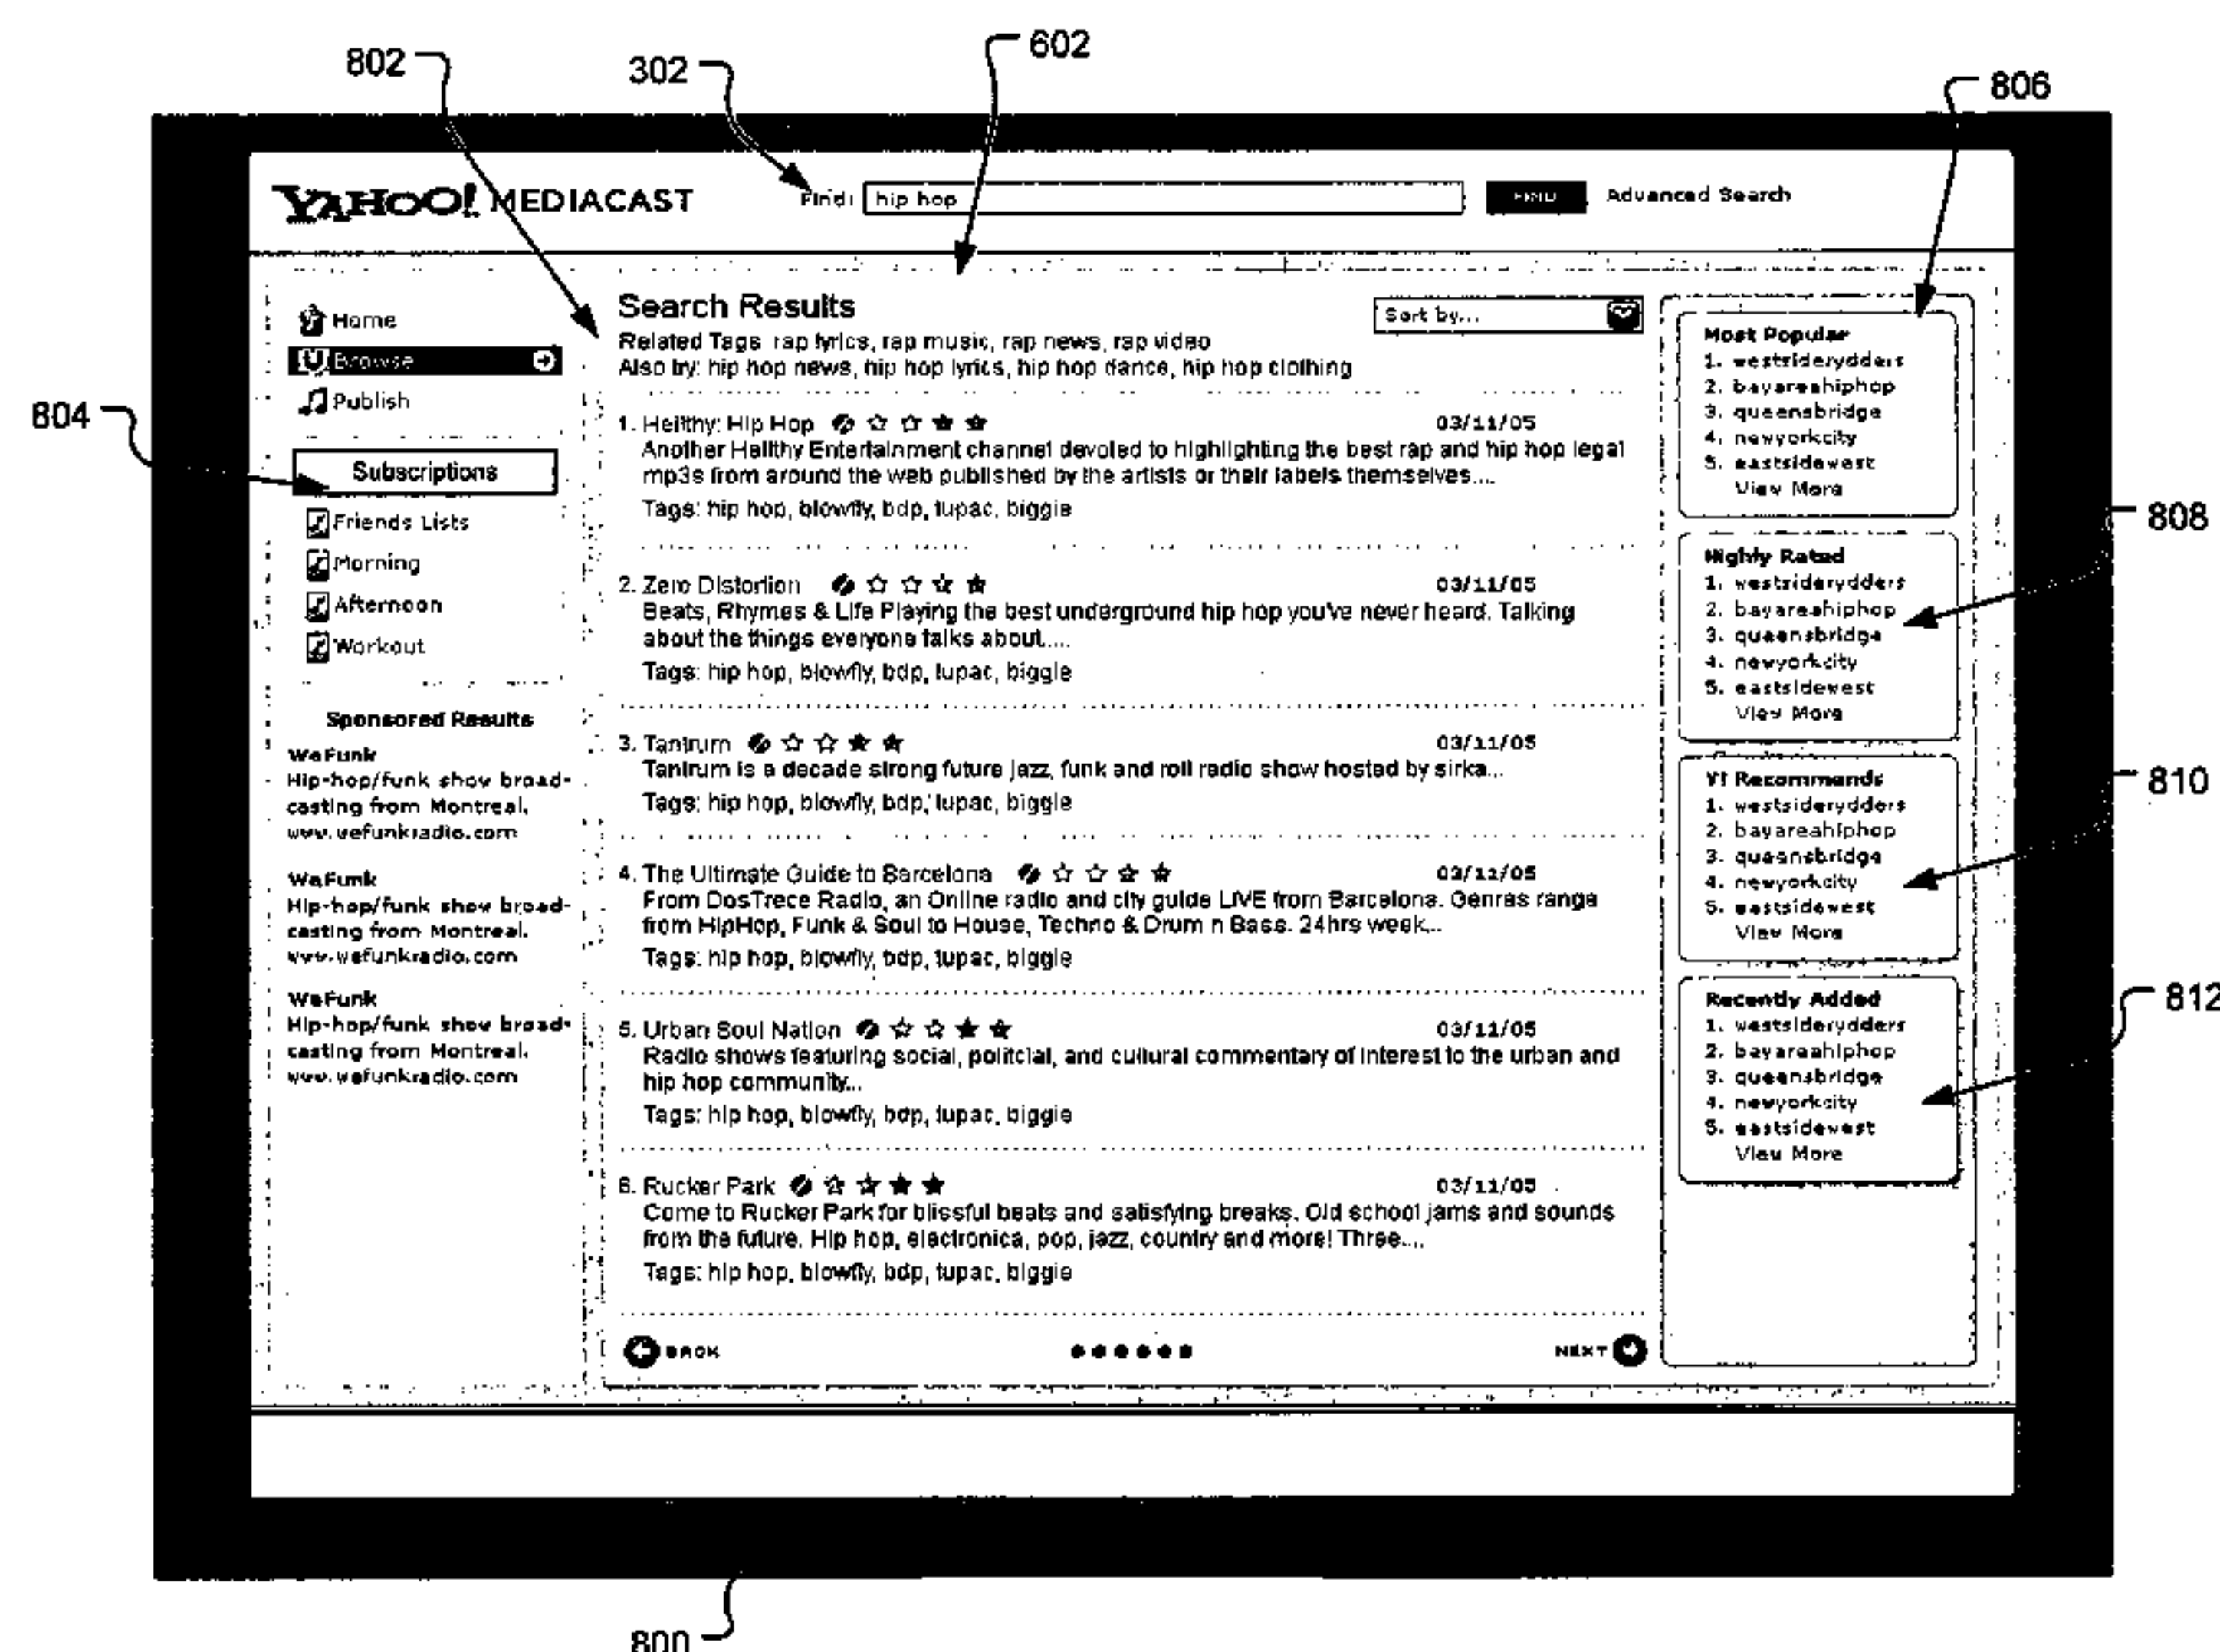 802
302
602
806
YAHOO! MEDIACAST
Find: hip hop
FIND
Advanced Search
Home
Browse
Publish
804
Subscriptions
Friends Lists
Morning
Afternoon
Workout
Sponsored Results
WeFunk
Hip-hop/funk show broad-
casting from Montreal.
www.wefunkradio.com
WeFunk
Hip-hop/funk show broad-
casting from Montreal.
www.wefunkradio.com
WeFunk
Hip-hop/funk show broad-
casting from Montreal.
www.wefunkradio.com
Search Results
Sort by...
Related Tags: rap lyrics, rap music, rap news, rap video
Also try: hip hop news, hip hop lyrics, hip hop dance, hip hop clothing
1. Hellthy: Hip Hop 03/11/05
Another Hellthy Entertainment channel devoted to highlighting the best rap and hip hop legal
mp3s from around the web published by the artists or their labels themselves....
Tags: hip hop, blowfly, bdp, tupac, biggie
2. Zero Distortion 03/11/05
Beats, Rhymes & Life Playing the best underground hip hop you've never heard. Talking
about the things everyone talks about....
Tags: hip hop, blowfly, bdp, tupac, biggie
3. Tantrum 03/11/05
Tantrum is a decade strong future jazz, funk and roll radio show hosted by sirka...
Tags: hip hop, blowfly, bdp, tupac, biggie
4. The Ultimate Guide to Barcelona 03/11/05
From DosTrece Radio, an Online radio and city guide LIVE from Barcelona. Genres range
from HipHop, Funk & Soul to House, Techno & Drum n Bass. 24hrs week...
Tags: hip hop, blowfly, bdp, tupac, biggie
5. Urban Soul Nation 03/11/05
Radio shows featuring social, politcial, and cultural commentary of interest to the urban and
hip hop community...
Tags: hip hop, blowfly, bdp, tupac, biggie
6. Rucker Park 03/11/05
Come to Rucker Park for blissful beats and satisfying breaks. Old school jams and sounds
from the future. Hip hop, electronica, pop, jazz, country and more! Three....
Tags: hip hop, blowfly, bdp, tupac, biggie
BACK
NEXT
Most Popular
1. westsiderydders
2. bayareahiphop
3. queensbridge
4. newyorkcity
5. eastsidewest
View More
808
Highly Rated
1. westsiderydders
2. bayareahiphop
3. queensbridge
4. newyorkcity
5. eastsidewest
View More
810
Y! Recommends
1. westsiderydders
2. bayareahiphop
3. queensbridge
4. newyorkcity
5. eastsidewest
View More
812
Recently Added
1. westsiderydders
2. bayareahiphop
3. queensbridge
4. newyorkcity
5. eastsidewest
View More
800